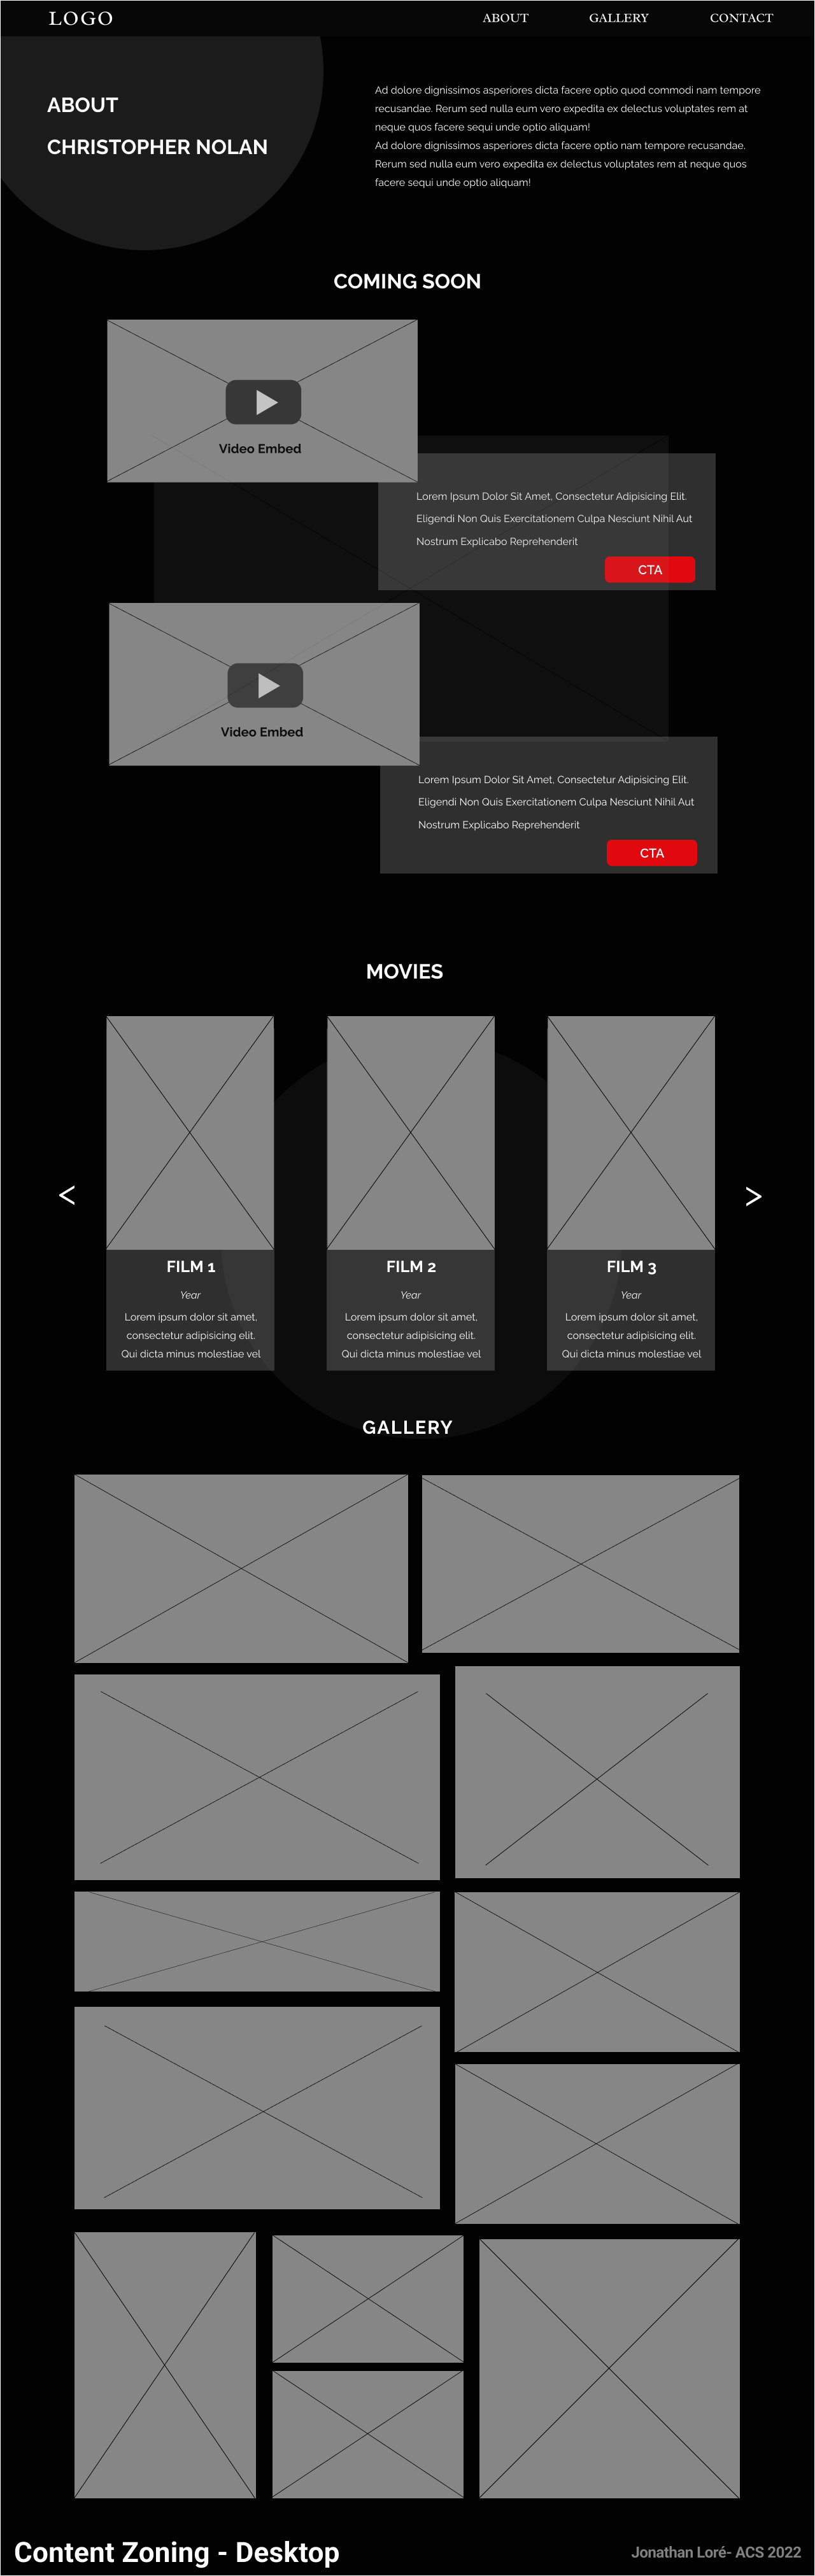 LOGO
ABOUT
GALLERY
CONTACT
ABOUT
CHRISTOPHER NOLAN
Ad dolore dignissimos asperiores dicta facere optio quod commodi nam tempore
recusandae. Rerum sed nulla eum vero expedita ex delectus voluptates rem at
neque quos facere sequi unde optio aliquam!
Ad dolore dignissimos asperiores dicta facere optio nam tempore recusandae.
Rerum sed nulla eum vero expedita ex delectus voluptates rem at neque quos
facere sequi unde optio aliquam!
COMING SOON
Video Embed
Lorem Ipsum Dolor Sit Amet, Consectetur Adipisicing Elit.
Eligendi Non Quis Exercitationem Culpa Nesciunt Nihil Aut
Nostrum Explicabo Reprehenderit
CTA
Video Embed
Lorem Ipsum Dolor Sit Amet, Consectetur Adipisicing Elit.
Eligendi Non Quis Exercitationem Culpa Nesciunt Nihil Aut
Nostrum Explicabo Reprehenderit
CTA
MOVIES
<
>
FILM 1
Year
Lorem ipsum dolor sit amet,
consectetur adipisicing elit.
Qui dicta minus molestiae vel
FILM 2
Year
Lorem ipsum dolor sit amet,
consectetur adipisicing elit.
Qui dicta minus molestiae vel
FILM 3
Year
Lorem ipsum dolor sit amet,
consectetur adipisicing elit.
Qui dicta minus molestiae vel
GALLERY
Content Zoning - Desktop
Jonathan Loré- ACS 2022